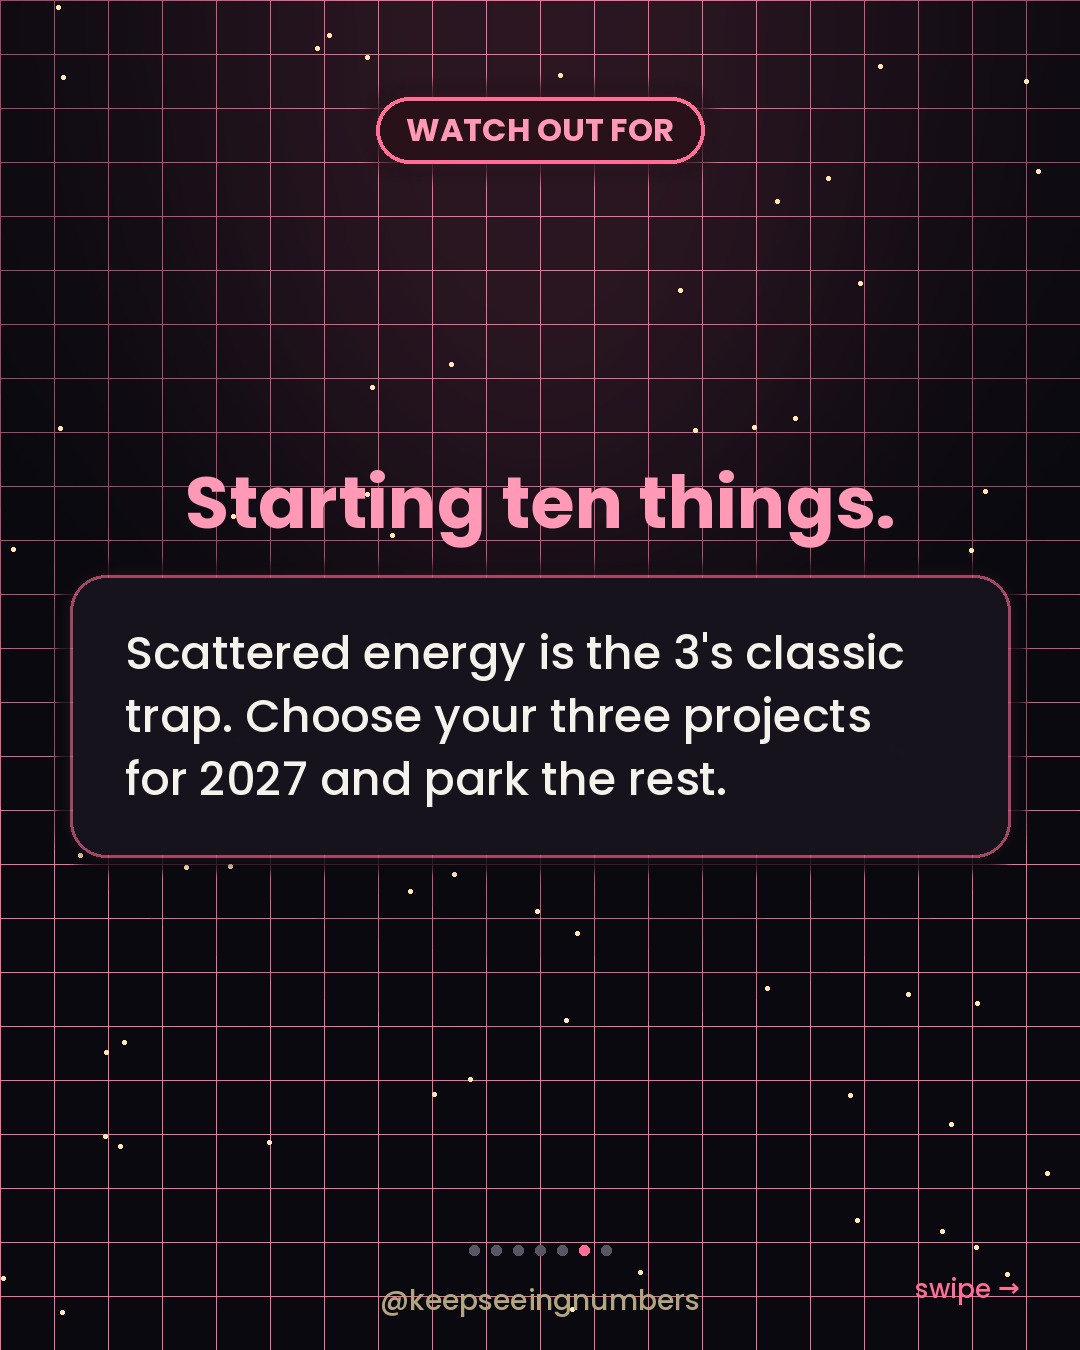 WATCH OUT FOR
Starting ten things.
Scattered energy is the 3's classic
trap. Choose your three projects
for 2027 and park the rest.
@keepseeingnumbers
swipe →